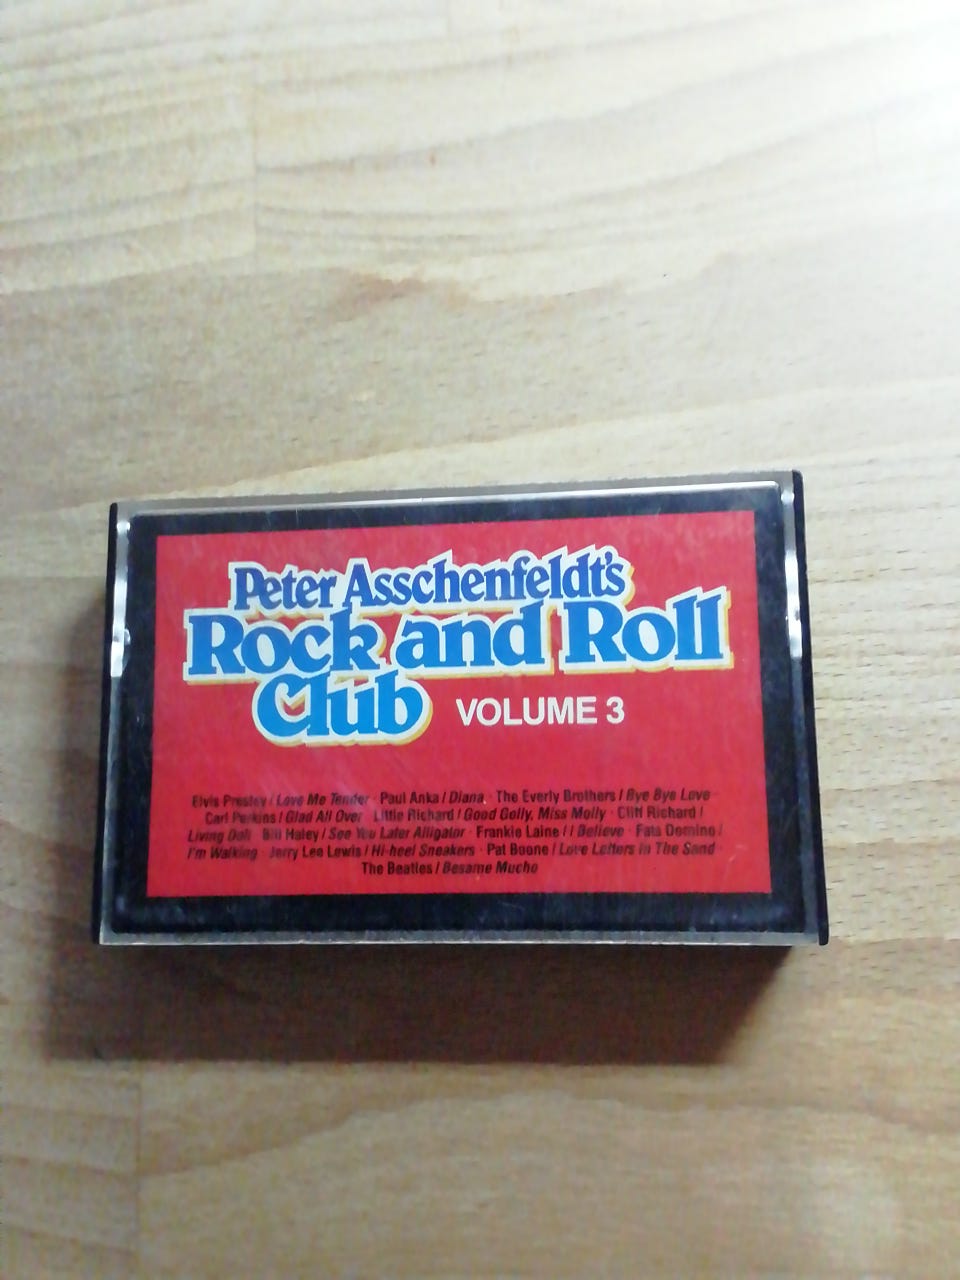 Peter Asschenfeldt's
Rock and Roll
Club VOLUME 3
Elvis Presley / Love Me Tender · Paul Anka / Diana · The Everly Brothers / Bye Bye Love ·
Carl Perkins / Glad All Over · Little Richard / Good Golly, Miss Molly · Cliff Richard /
Living Doll · Bill Haley / See You Later Alligator · Frankie Laine / I Believe · Fats Domino /
I'm Walking · Jerry Lee Lewis / Hi-heel Sneakers · Pat Boone / Love Letters In The Sand ·
The Beatles / Besame Mucho